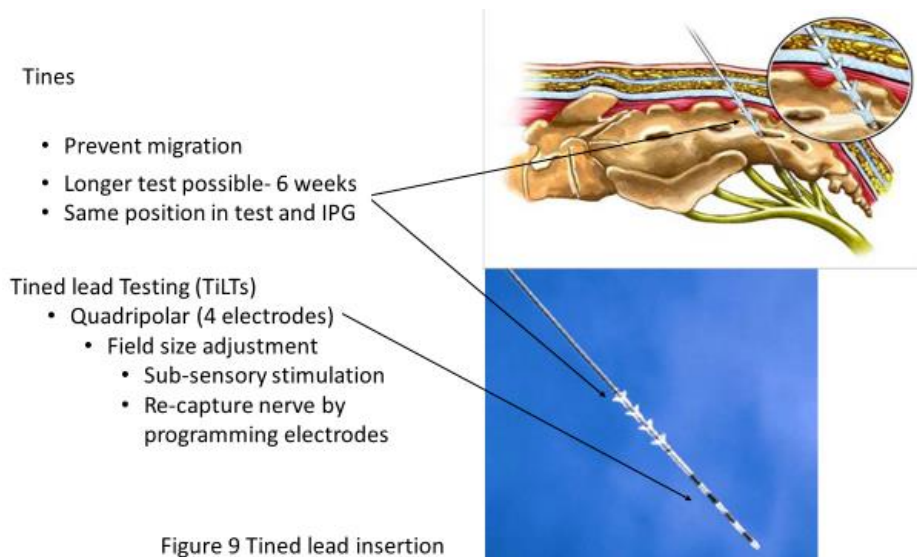 Tines
• Prevent migration
• Longer test possible- 6 weeks
• Same position in test and IPG
Tined lead Testing (TiLTs)
• Quadripolar (4 electrodes)
• Field size adjustment
• Sub-sensory stimulation
• Re-capture nerve by
programming electrodes
Figure 9 Tined lead insertion